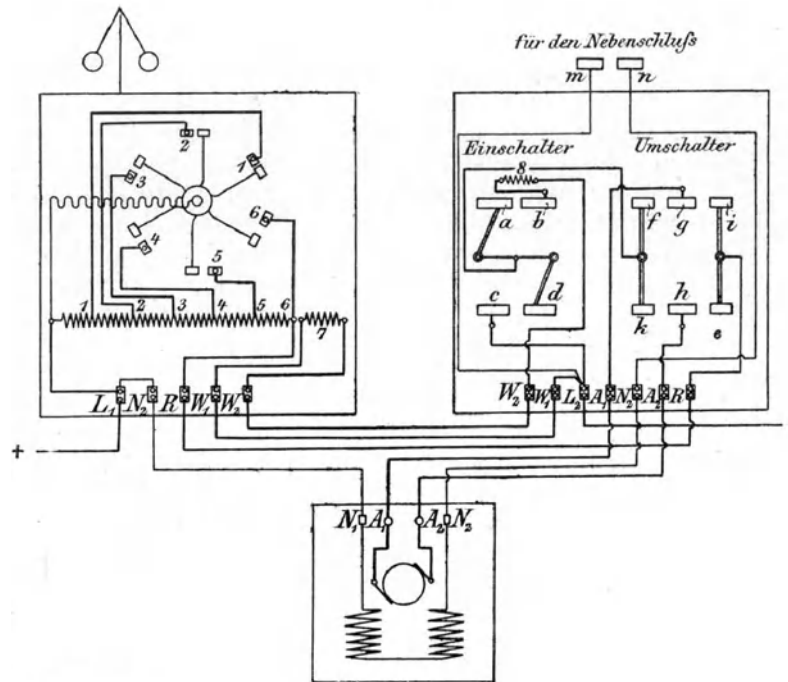 für den Nebenschluſs
m n
Einschalter Umschalter
8
a b f g i
c d k h e
W2 W1 L2 A1 N2 A2 R
2
1
3
6
4
5
1 2 3 4 5 6
7
L1 N2 R W1 W2
+
N1 A1 A2 N2